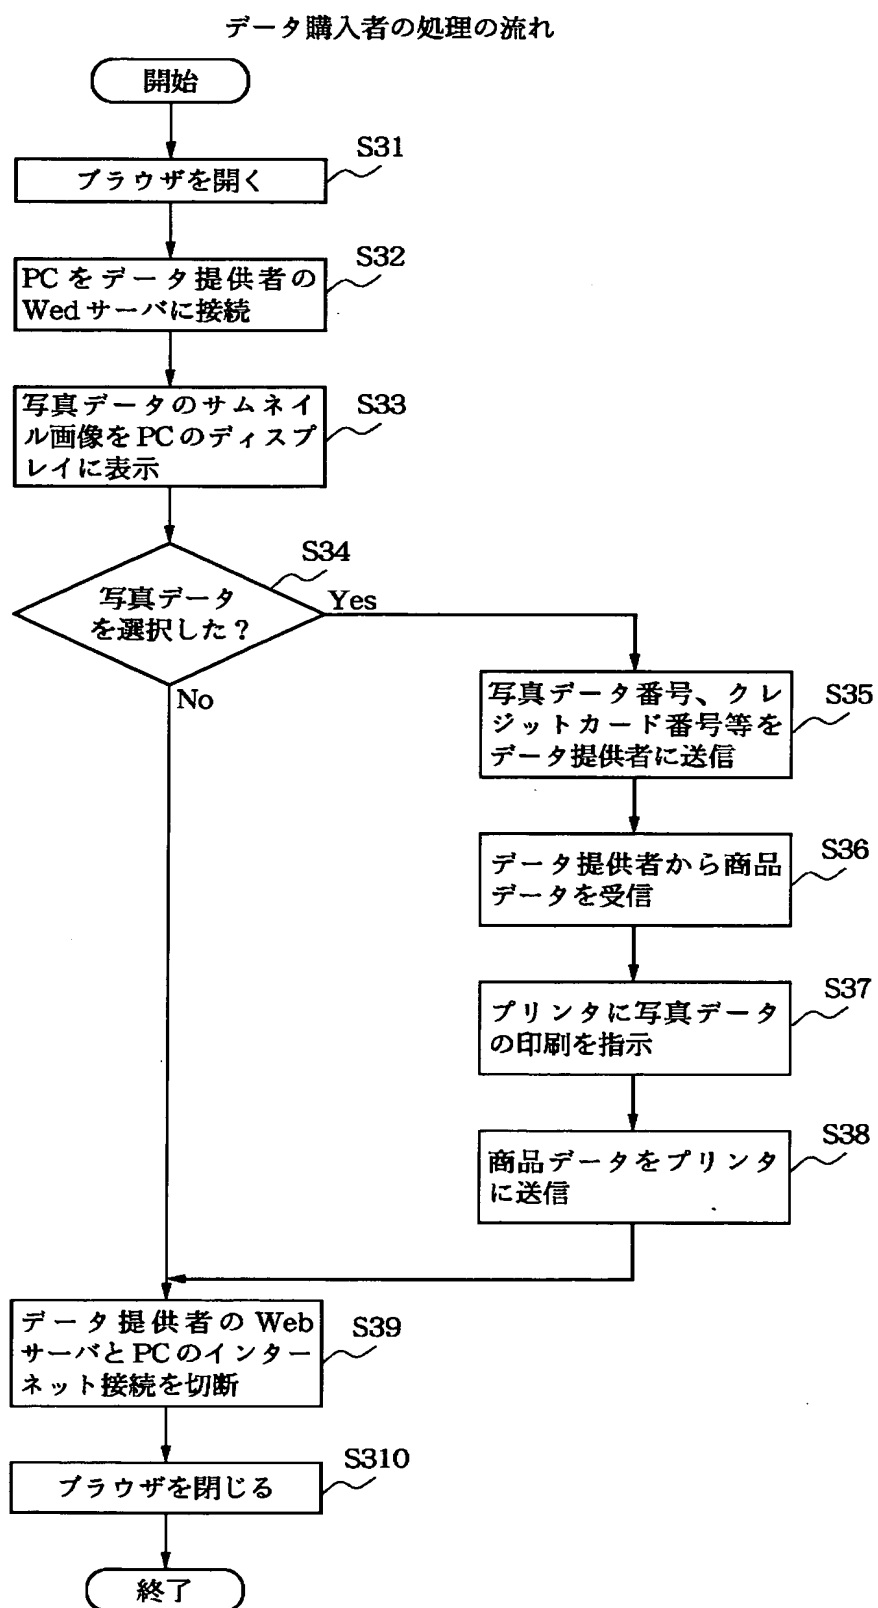 データ購入者の処理の流れ
開始
S31
ブラウザを開く
S32
PCをデータ提供者の
Wedサーバに接続
S33
写真データのサムネイ
ル画像をPCのディスプ
レイに表示
S34
写真データ
を選択した？
Yes
No
S35
写真データ番号、クレ
ジットカード番号等を
データ提供者に送信
S36
データ提供者から商品
データを受信
S37
プリンタに写真データ
の印刷を指示
S38
商品データをプリンタ
に送信
S39
データ提供者のWeb
サーバとPCのインター
ネット接続を切断
S310
ブラウザを閉じる
終了